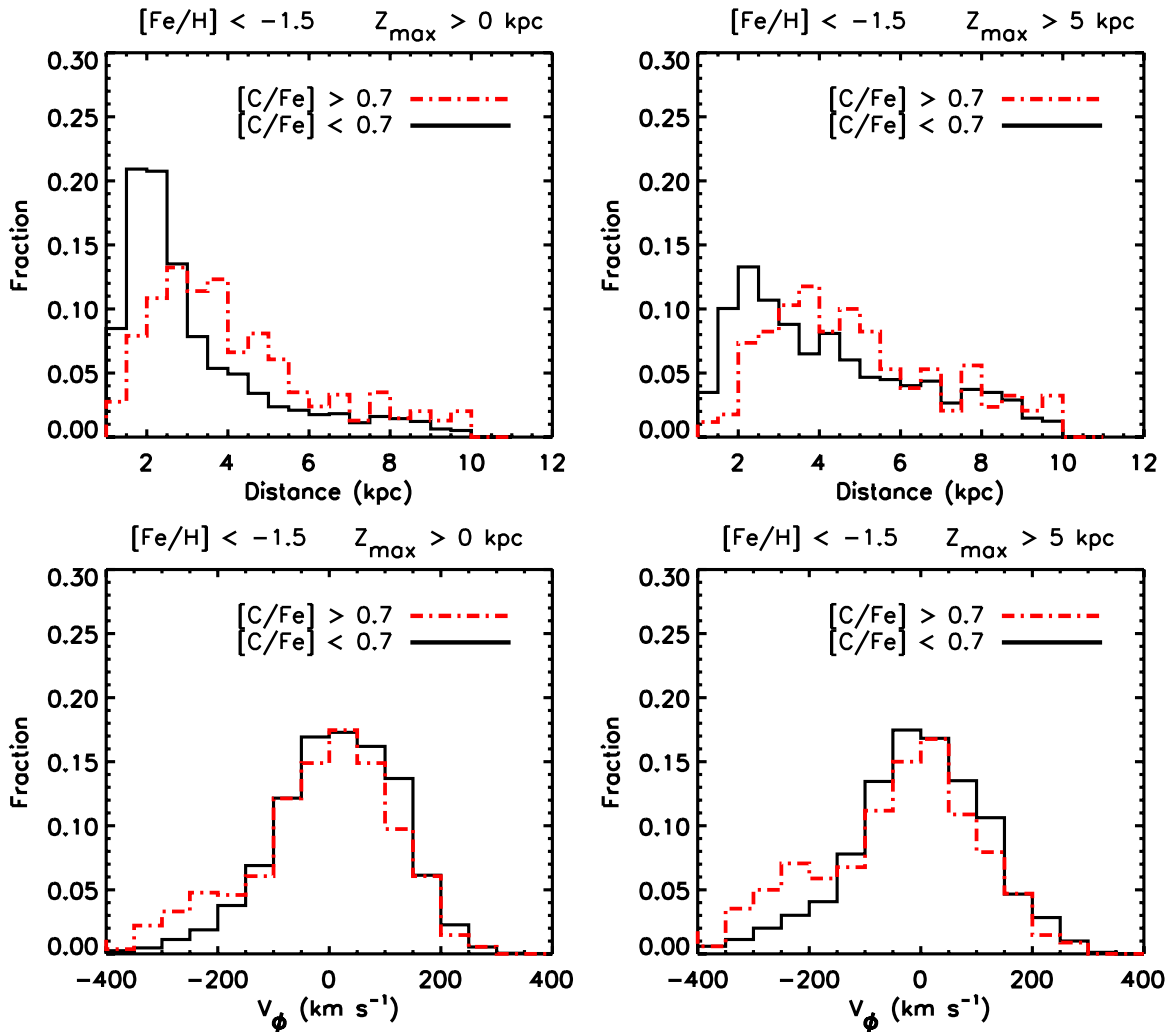 [Fe/H] < −1.5 Z_max > 0 kpc
0.30
0.25
0.20
0.15
0.10
0.05
0.00
Fraction
[C/Fe] > 0.7
[C/Fe] < 0.7
2 4 6 8 10 12
Distance (kpc)
[Fe/H] < −1.5 Z_max > 5 kpc
0.30
0.25
0.20
0.15
0.10
0.05
0.00
Fraction
[C/Fe] > 0.7
[C/Fe] < 0.7
2 4 6 8 10 12
Distance (kpc)
[Fe/H] < −1.5 Z_max > 0 kpc
0.30
0.25
0.20
0.15
0.10
0.05
0.00
Fraction
[C/Fe] > 0.7
[C/Fe] < 0.7
−400 −200 0 200 400
V_ϕ (km s⁻¹)
[Fe/H] < −1.5 Z_max > 5 kpc
0.30
0.25
0.20
0.15
0.10
0.05
0.00
Fraction
[C/Fe] > 0.7
[C/Fe] < 0.7
−400 −200 0 200 400
V_ϕ (km s⁻¹)